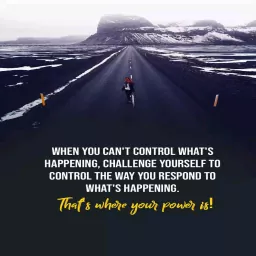 WHEN YOU CAN'T CONTROL WHAT'S
HAPPENING, CHALLENGE YOURSELF TO
CONTROL THE WAY YOU RESPOND TO
WHAT'S HAPPENING.
That's where your power is!